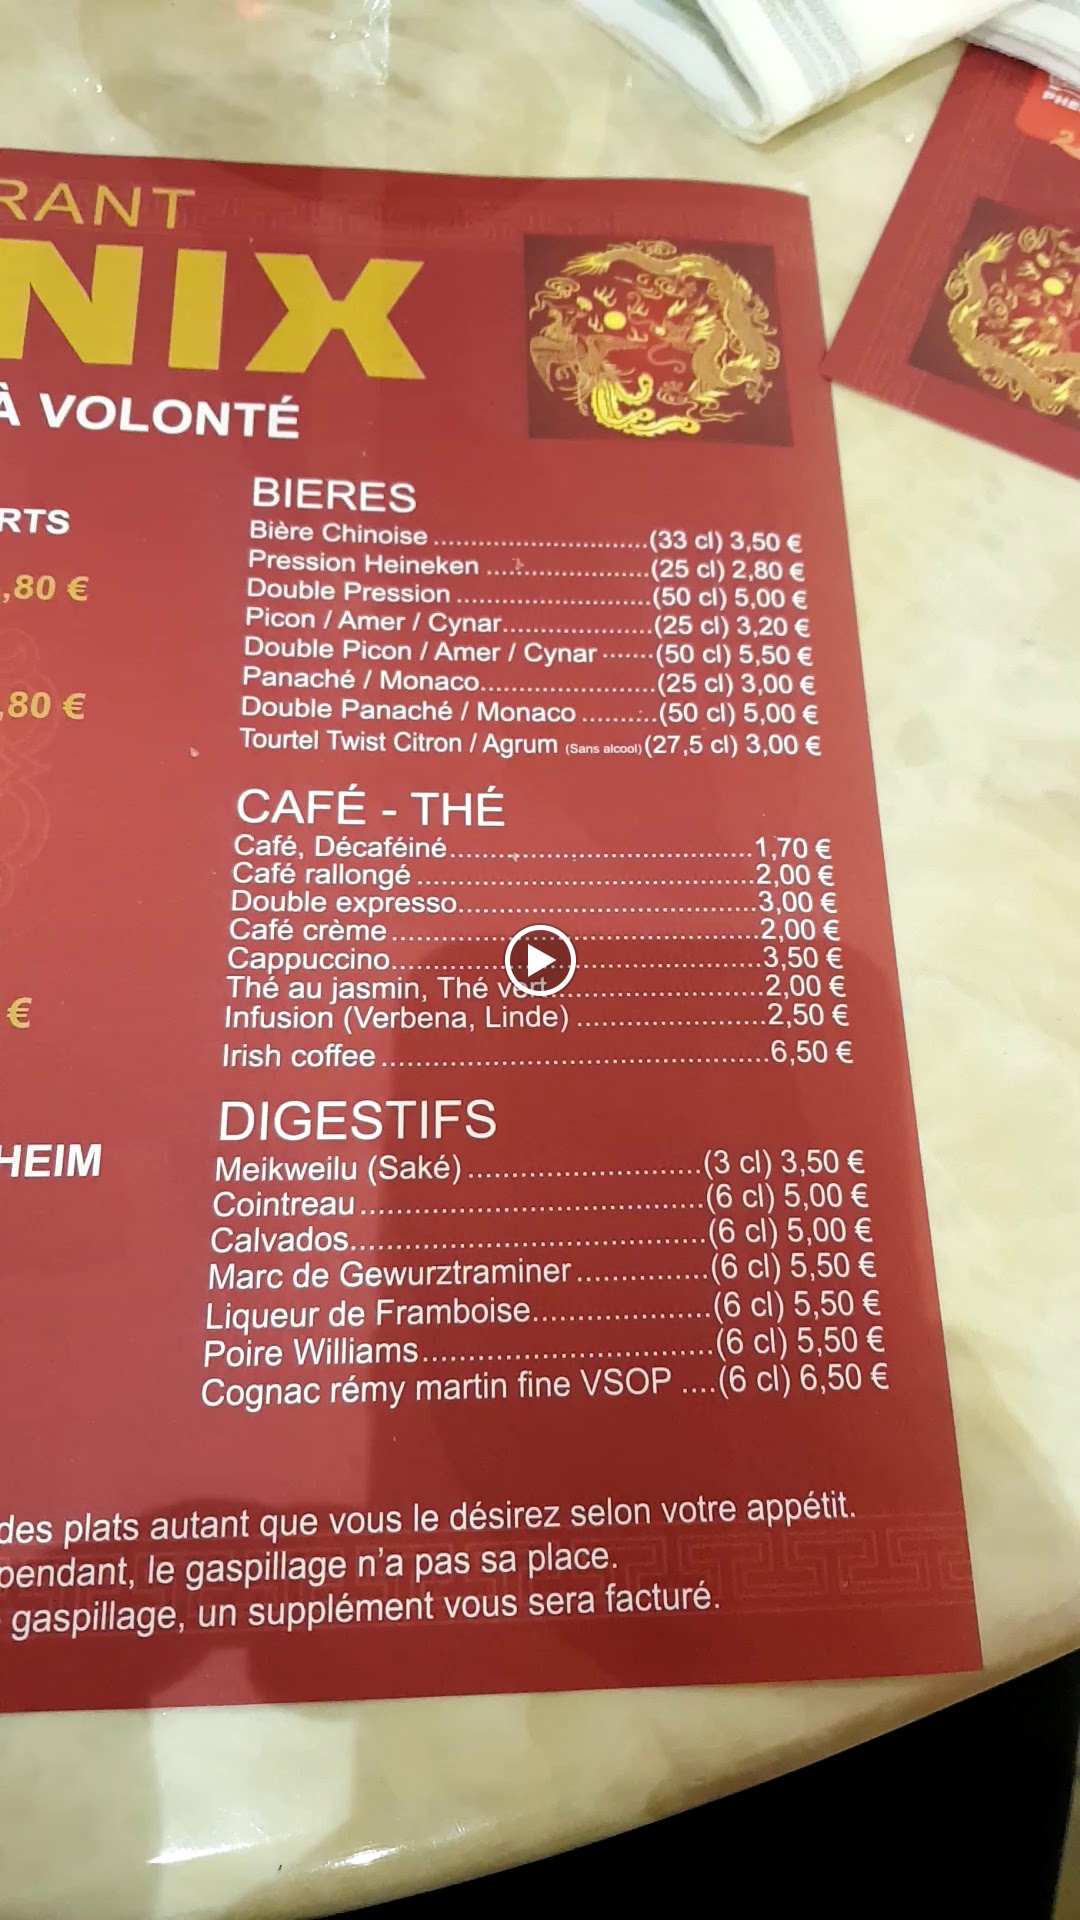 RANT
NIX
À VOLONTÉ
RTS
,80 €
,80 €
€
HEIM
BIERES
Bière Chinoise (33 cl) 3,50 €
Pression Heineken (25 cl) 2,80 €
Double Pression (50 cl) 5,00 €
Picon / Amer / Cynar (25 cl) 3,20 €
Double Picon / Amer / Cynar (50 cl) 5,50 €
Panaché / Monaco (25 cl) 3,00 €
Double Panaché / Monaco (50 cl) 5,00 €
Tourtel Twist Citron / Agrum (Sans alcool) (27,5 cl) 3,00 €
CAFÉ - THÉ
Café, Décaféiné 1,70 €
Café rallongé 2,00 €
Double expresso 3,00 €
Café crème 2,00 €
Cappuccino 3,50 €
Thé au jasmin, Thé vert 2,00 €
Infusion (Verbena, Linde) 2,50 €
Irish coffee 6,50 €
DIGESTIFS
Meikweilu (Saké) (3 cl) 3,50 €
Cointreau (6 cl) 5,00 €
Calvados (6 cl) 5,00 €
Marc de Gewurztraminer (6 cl) 5,50 €
Liqueur de Framboise (6 cl) 5,50 €
Poire Williams (6 cl) 5,50 €
Cognac rémy martin fine VSOP (6 cl) 6,50 €
des plats autant que vous le désirez selon votre appétit.
pendant, le gaspillage n'a pas sa place.
gaspillage, un supplément vous sera facturé.
PHE